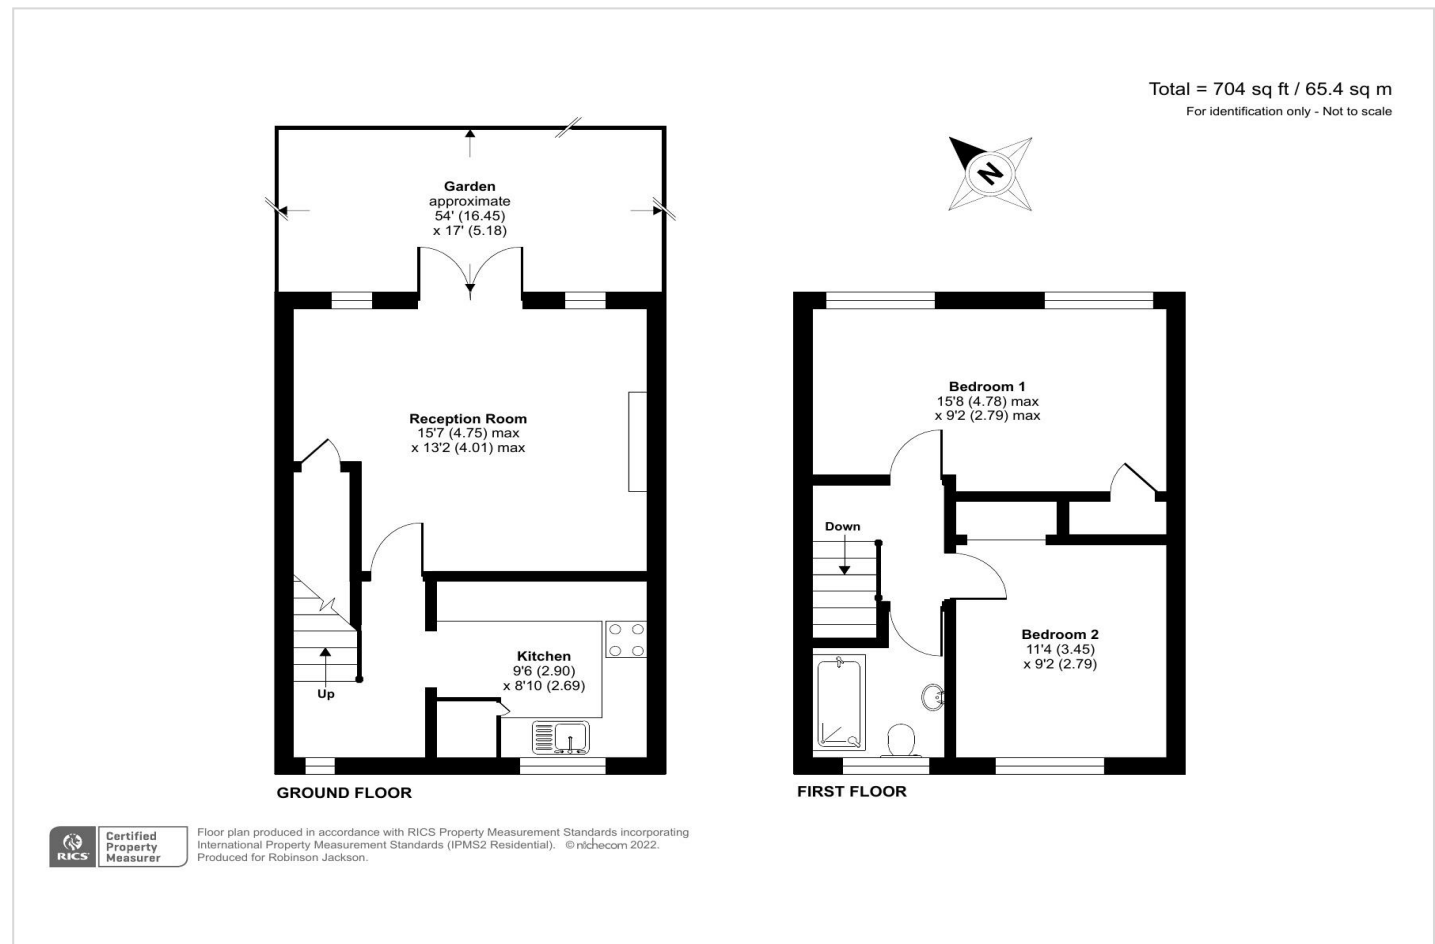 Total = 704 sq ft / 65.4 sq m
For identification only - Not to scale
N
Garden
approximate
54' (16.45)
x 17' (5.18)
Reception Room
15'7 (4.75) max
x 13'2 (4.01) max
Kitchen
9'6 (2.90)
x 8'10 (2.69)
Up
GROUND FLOOR
Bedroom 1
15'8 (4.78) max
x 9'2 (2.79) max
Down
Bedroom 2
11'4 (3.45)
x 9'2 (2.79)
FIRST FLOOR
RICS
Certified
Property
Measurer
Floor plan produced in accordance with RICS Property Measurement Standards incorporating
International Property Measurement Standards (IPMS2 Residential). © nichecom 2022.
Produced for Robinson Jackson.